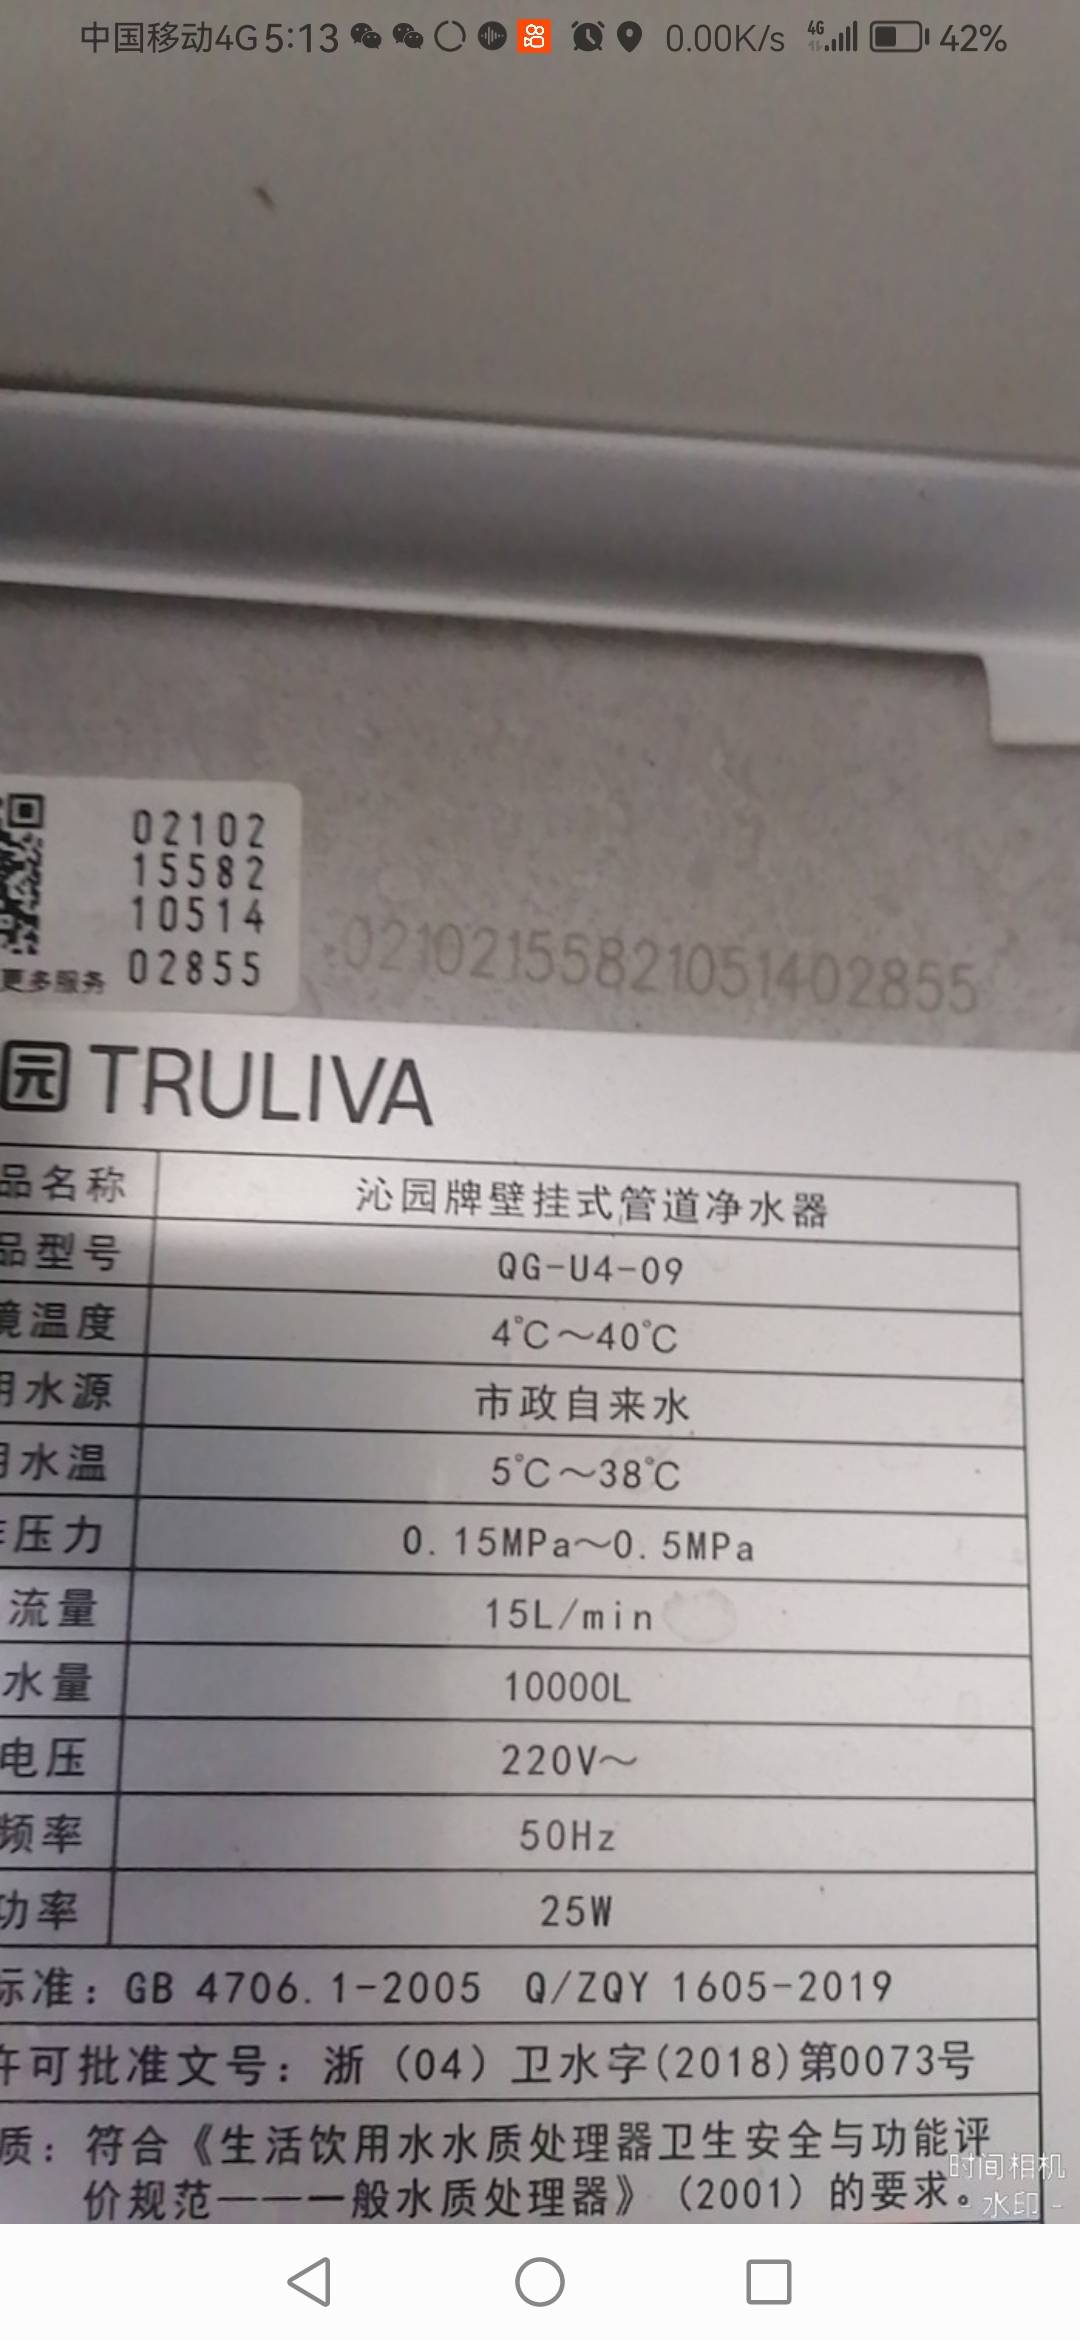 中国移动4G 5:13 0.00K/s 4G 42%
02102
15582
10514
02855
更多服务
02102155821051402855
园 TRULIVA
品名称 沁园牌壁挂式管道净水器
品型号 QG-U4-09
境温度 4℃～40℃
用水源 市政自来水
用水温 5℃～38℃
作压力 0.15MPa～0.5MPa
流量 15L/min
水量 10000L
电压 220V～
频率 50Hz
功率 25W
标准：GB 4706.1-2005 Q/ZQY 1605-2019
许可批准文号：浙（04）卫水字(2018)第0073号
质：符合《生活饮用水水质处理器卫生安全与功能评
价规范———一般水质处理器》（2001）的要求。
时间相机
- 水印 -